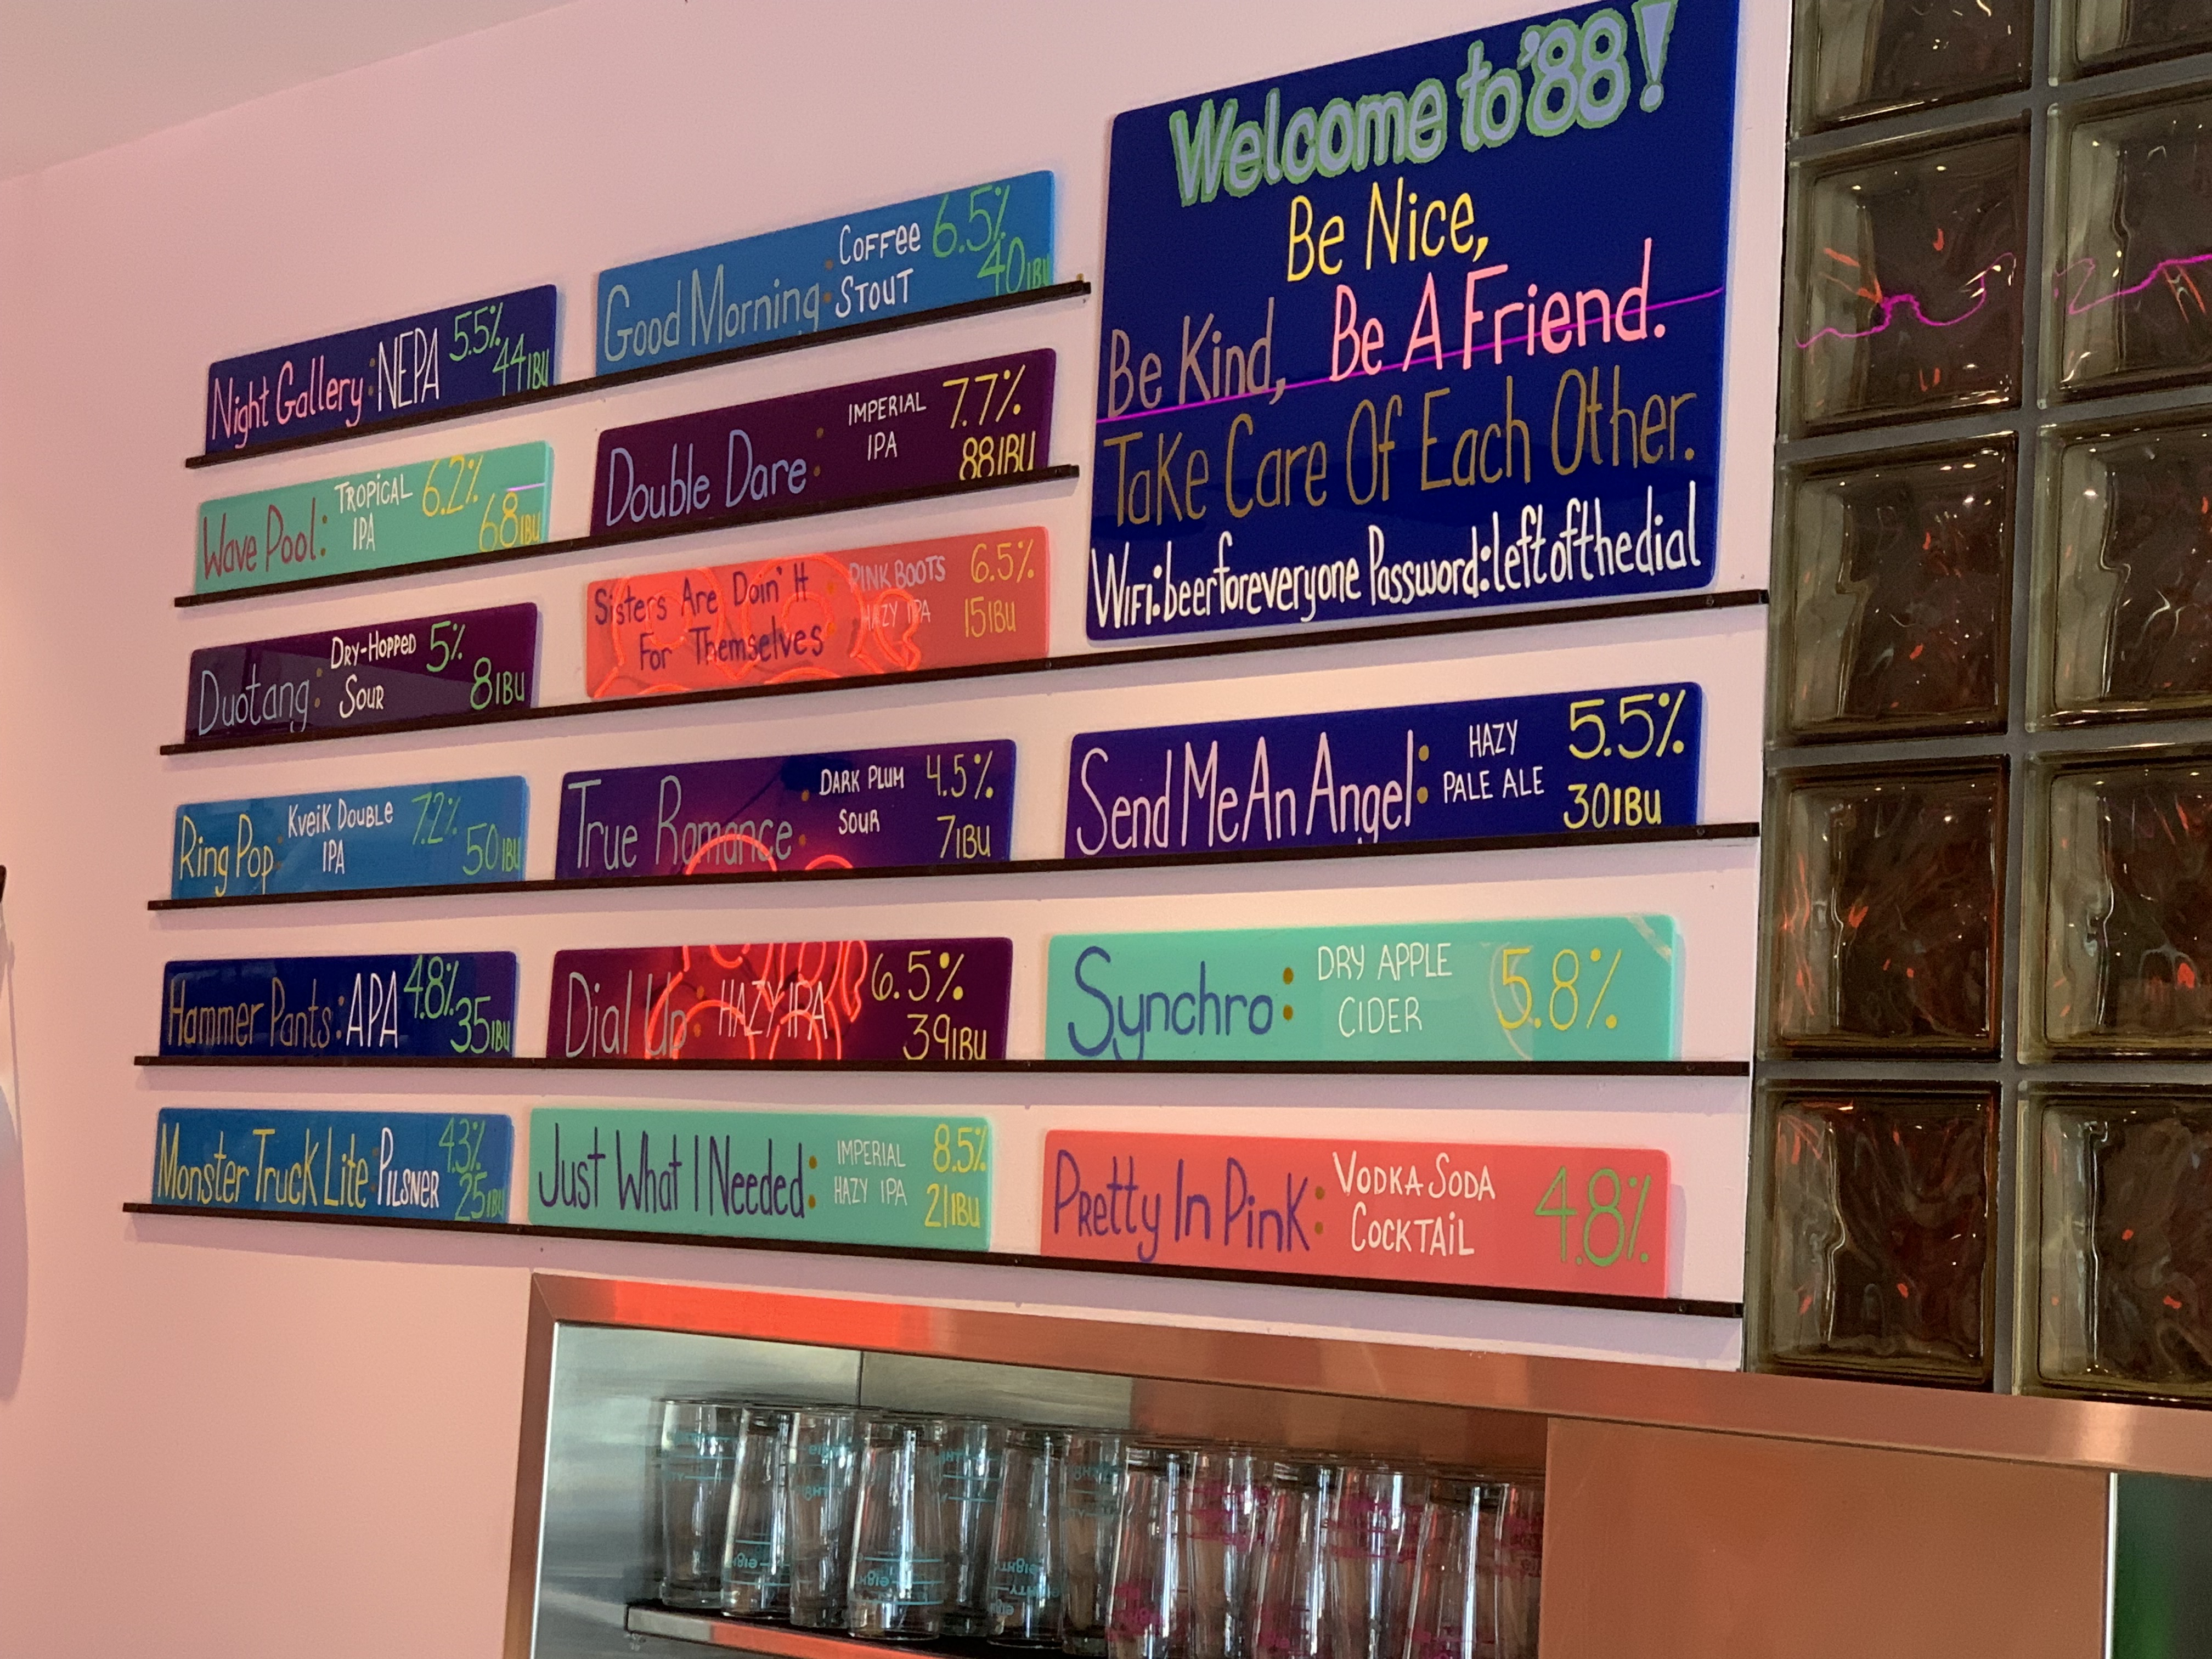 Night Gallery: NEPA 5.5% 44IBU
Wave Pool: TROPICAL IPA 6.2% 68IBU
Duotang: DRY-HOPPED SOUR 5% 8IBU
Ring Pop: KVEIK DOUBLE IPA 7.2% 50IBU
Hammer Pants: APA 4.8% 35IBU
Monster Truck Lite: PILSNER 4.3% 25IBU
Good Morning: COFFEE STOUT 6.5% 40IBU
Double Dare: IMPERIAL IPA 7.7% 88IBU
Sisters Are Doin' It For Themselves: PINK BOOTS HAZY IPA 6.5% 15IBU
True Romance: DARK PLUM SOUR 4.5% 7IBU
Dial Up: HAZY IPA 6.5% 39IBU
Just What I Needed: IMPERIAL HAZY IPA 8.5% 21IBU
Welcome to '88!
Be Nice,
Be Kind, Be A Friend.
Take Care Of Each Other.
WiFi: beerforeveryone Password: leftofthedial
Send Me An Angel: HAZY PALE ALE 5.5% 30IBU
Synchro: DRY APPLE CIDER 5.8%
Pretty In Pink: VODKA SODA COCKTAIL 4.8%